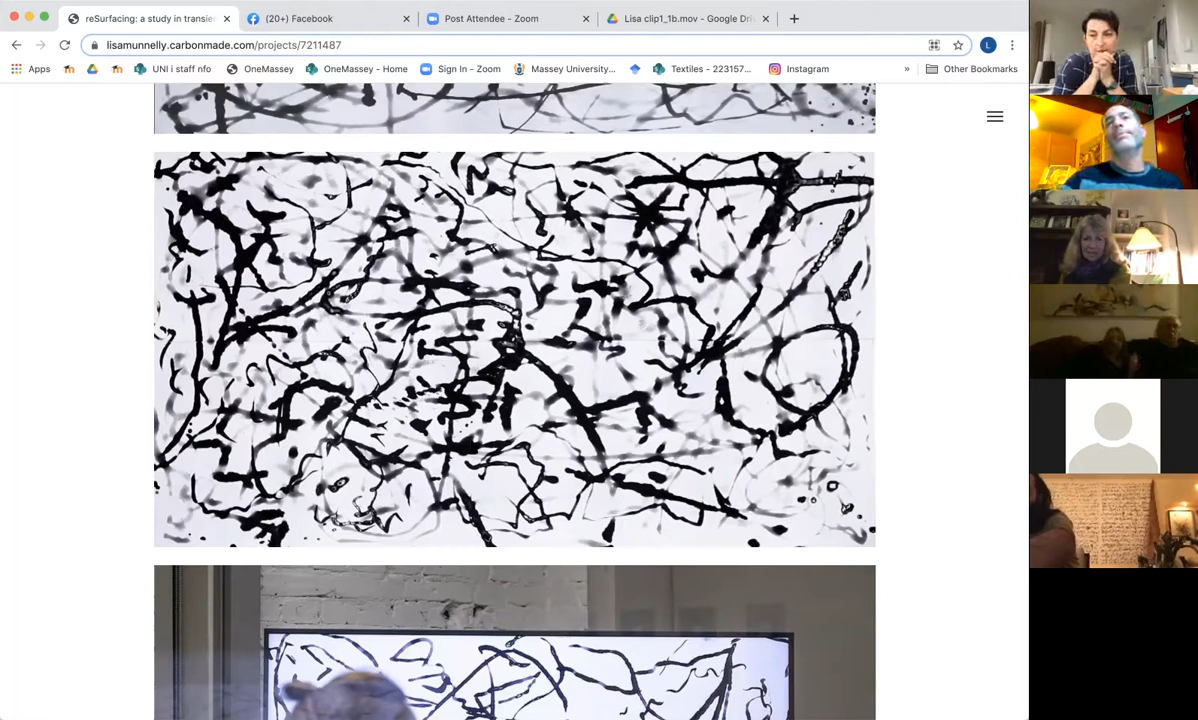 reSurfacing: a study in transie
(20+) Facebook
Post Attendee - Zoom
Lisa clip1_1b.mov - Google Dri
lisamunnelly.carbonmade.com/projects/7211487
L
Apps
UNI i staff nfo
OneMassey
OneMassey - Home
Sign In - Zoom
Massey University...
Textiles - 223157...
Instagram
»
Other Bookmarks